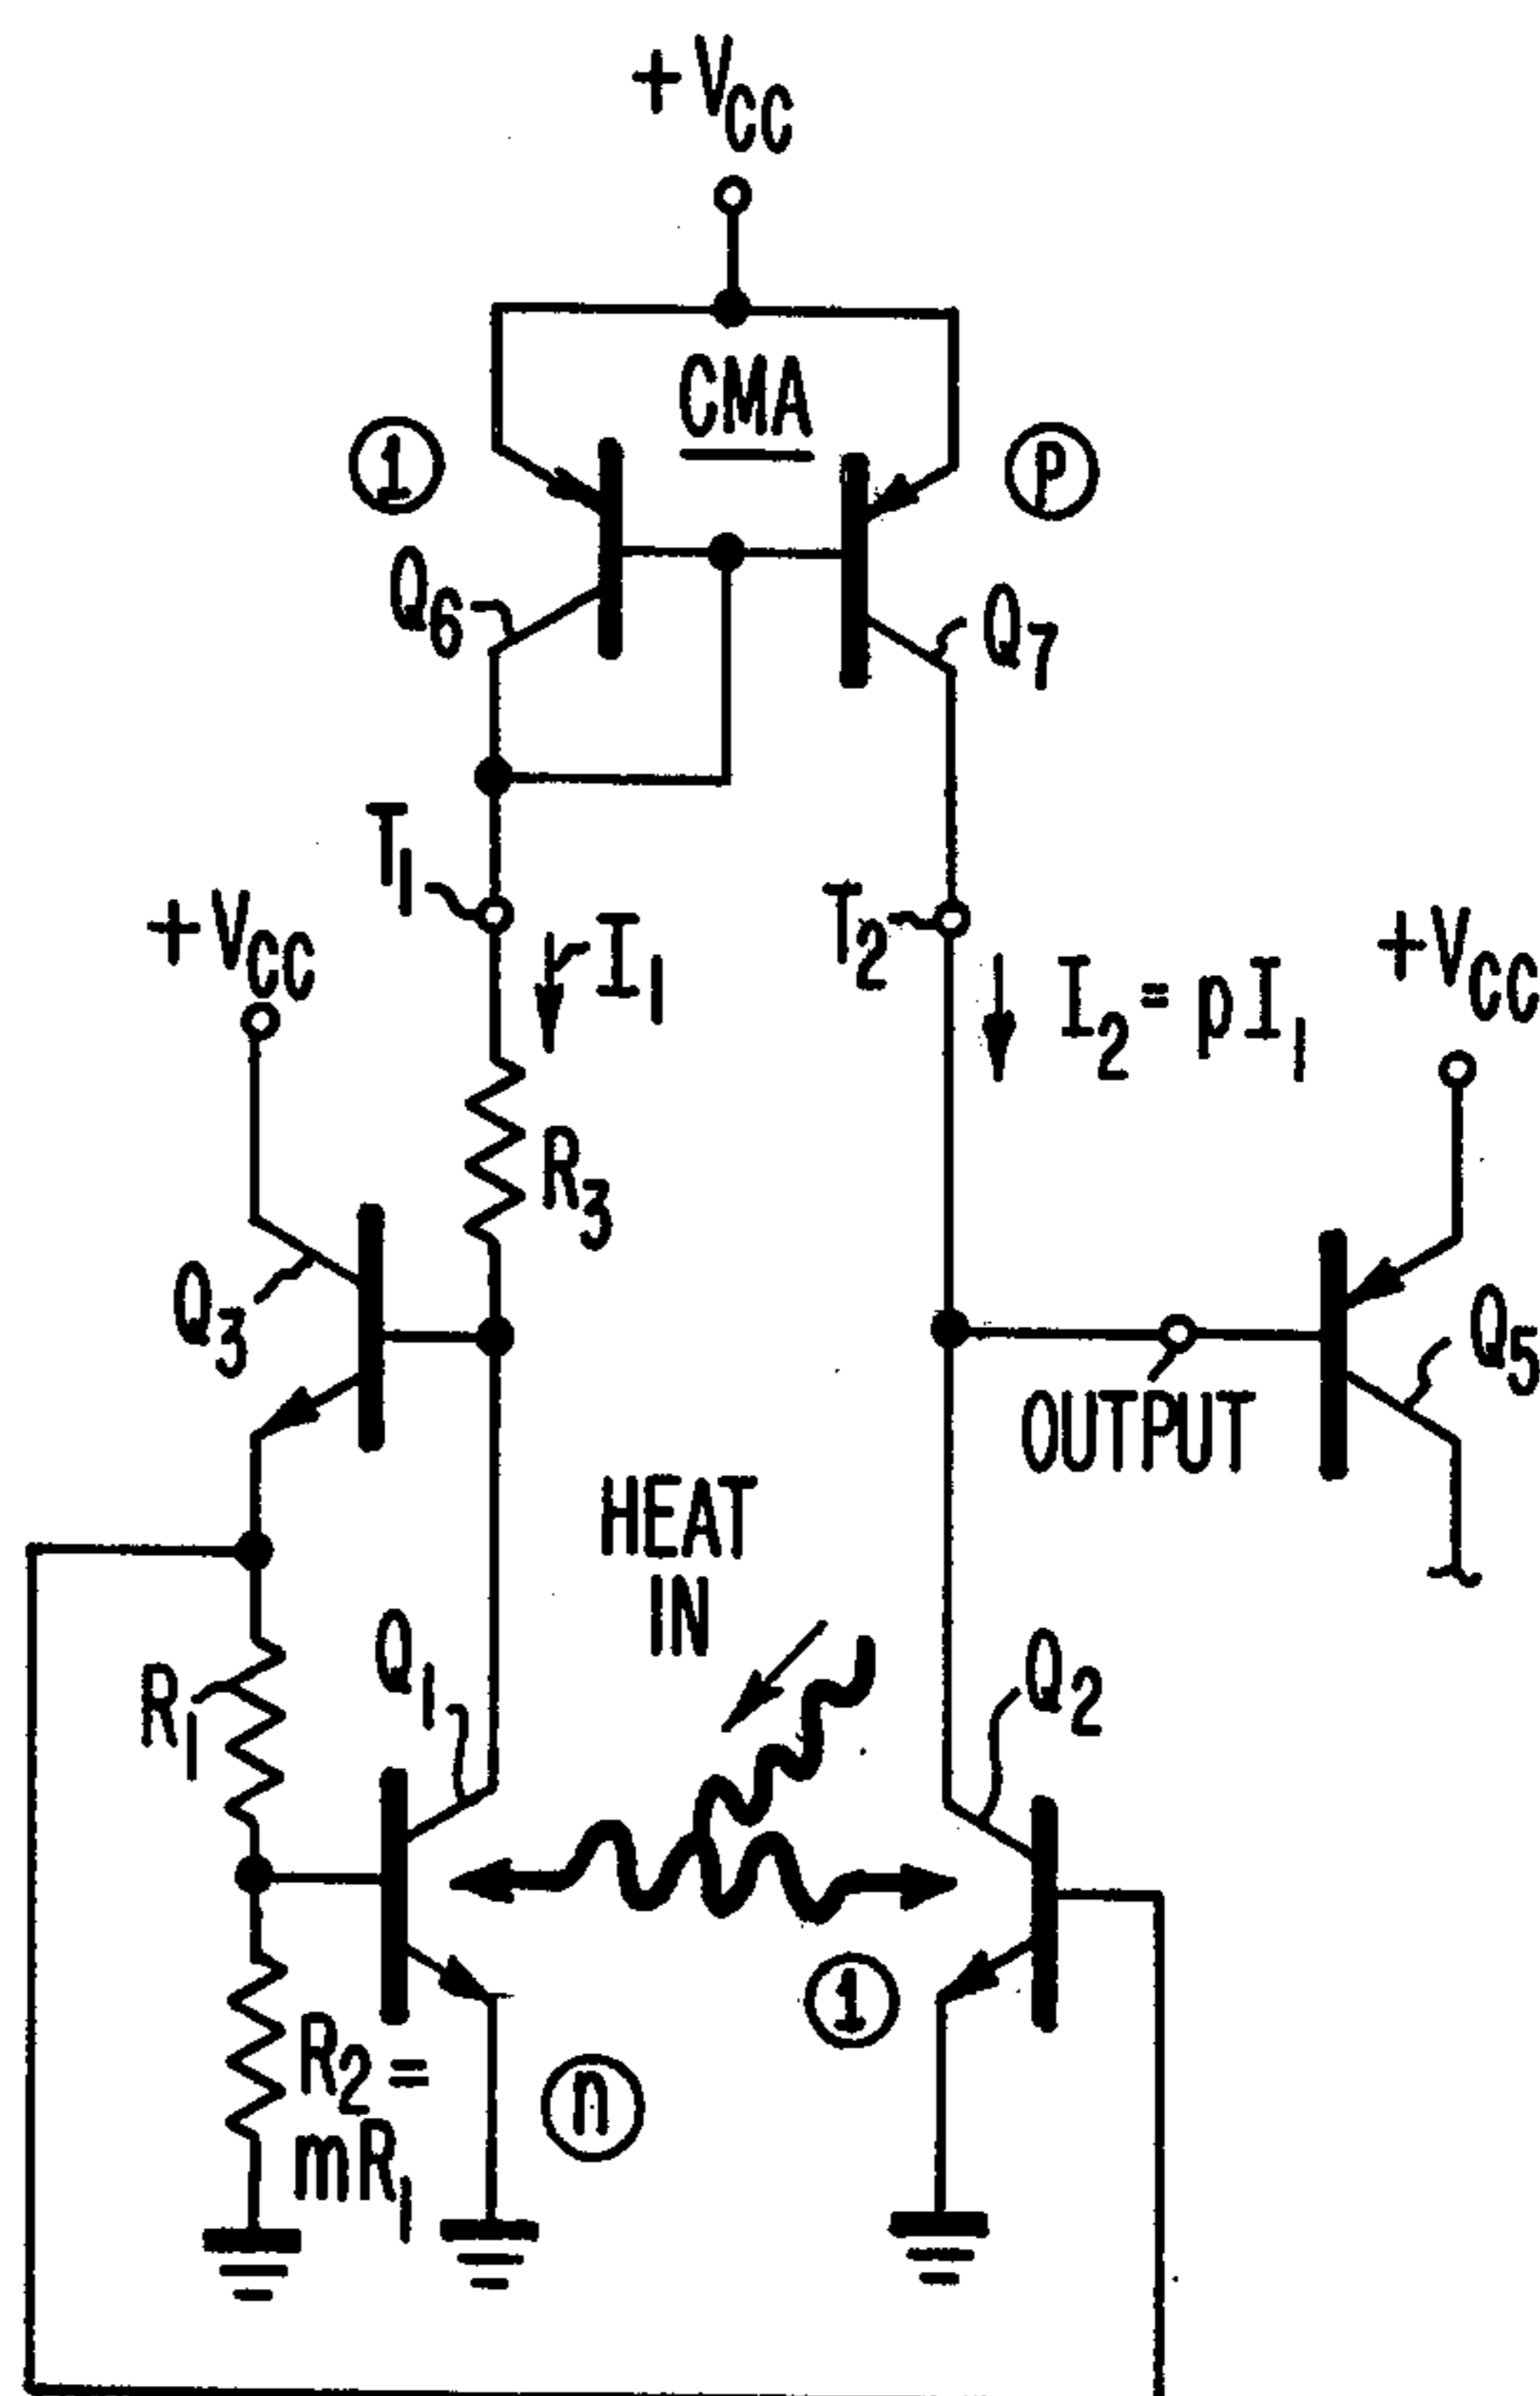 +VCC
CMA
1
P
Q6
Q7
T1
I1
T2
I2=pI1
+VCC
+VCC
R3
Q3
Q5
OUTPUT
HEAT
IN
R1
Q1
Q2
1
R2=
mR1
n